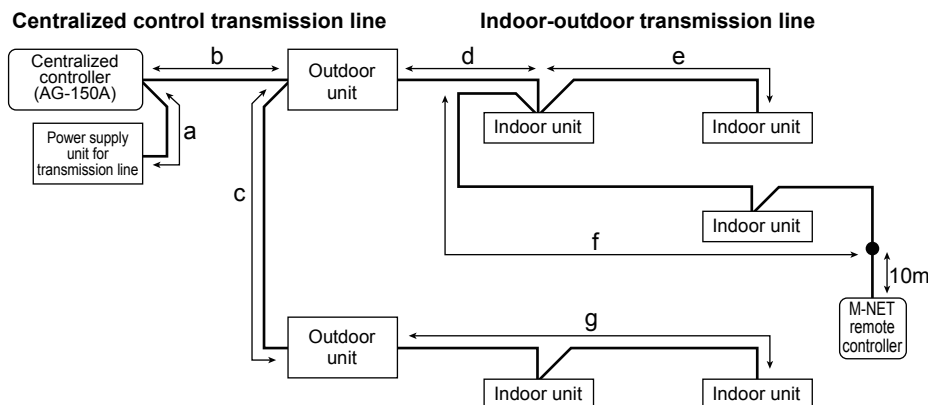 Centralized control transmission line
Indoor-outdoor transmission line
Centralized
controller
(AG-150A)
b
Outdoor
unit
d
e
Power supply
unit for
transmission line
a
Indoor unit
Indoor unit
c
Indoor unit
f
10m
M-NET
remote
controller
Outdoor
unit
g
Indoor unit
Indoor unit